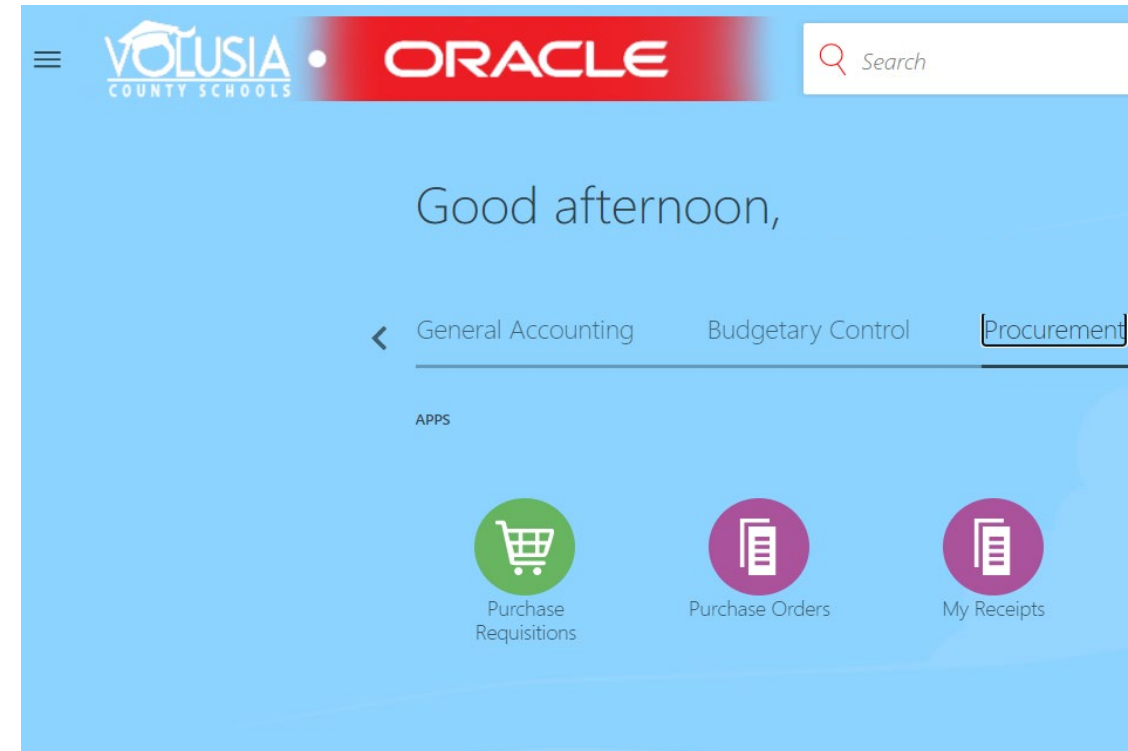 VOLUSIA • ORACLE Search
COUNTY SCHOOLS
Good afternoon,
General Accounting Budgetary Control Procurement
APPS
Purchase Requisitions
Purchase Orders
My Receipts